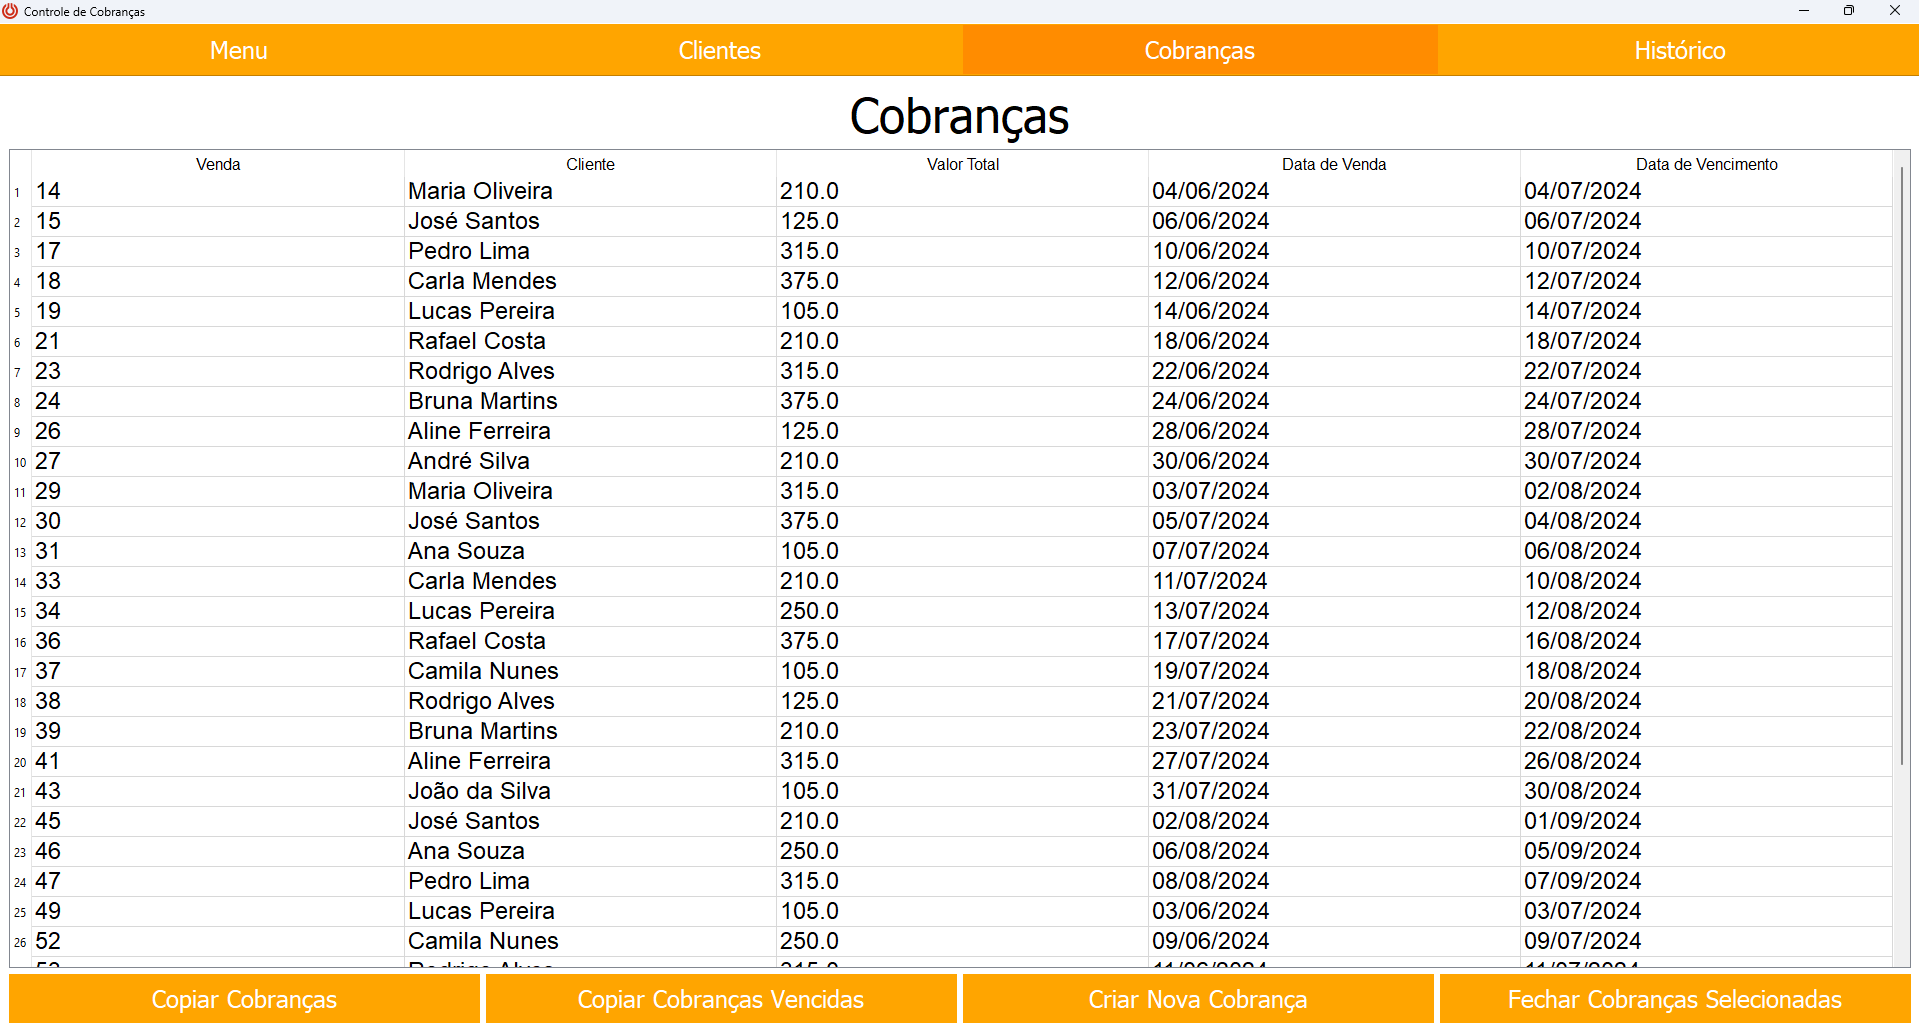 Controle de Cobranças
Menu Clientes Cobranças Histórico
Cobranças
Venda Cliente Valor Total Data de Venda Data de Vencimento
1 14 Maria Oliveira 210.0 04/06/2024 04/07/2024
2 15 José Santos 125.0 06/06/2024 06/07/2024
3 17 Pedro Lima 315.0 10/06/2024 10/07/2024
4 18 Carla Mendes 375.0 12/06/2024 12/07/2024
5 19 Lucas Pereira 105.0 14/06/2024 14/07/2024
6 21 Rafael Costa 210.0 18/06/2024 18/07/2024
7 23 Rodrigo Alves 315.0 22/06/2024 22/07/2024
8 24 Bruna Martins 375.0 24/06/2024 24/07/2024
9 26 Aline Ferreira 125.0 28/06/2024 28/07/2024
10 27 André Silva 210.0 30/06/2024 30/07/2024
11 29 Maria Oliveira 315.0 03/07/2024 02/08/2024
12 30 José Santos 375.0 05/07/2024 04/08/2024
13 31 Ana Souza 105.0 07/07/2024 06/08/2024
14 33 Carla Mendes 210.0 11/07/2024 10/08/2024
15 34 Lucas Pereira 250.0 13/07/2024 12/08/2024
16 36 Rafael Costa 375.0 17/07/2024 16/08/2024
17 37 Camila Nunes 105.0 19/07/2024 18/08/2024
18 38 Rodrigo Alves 125.0 21/07/2024 20/08/2024
19 39 Bruna Martins 210.0 23/07/2024 22/08/2024
20 41 Aline Ferreira 315.0 27/07/2024 26/08/2024
21 43 João da Silva 105.0 31/07/2024 30/08/2024
22 45 José Santos 210.0 02/08/2024 01/09/2024
23 46 Ana Souza 250.0 06/08/2024 05/09/2024
24 47 Pedro Lima 315.0 08/08/2024 07/09/2024
25 49 Lucas Pereira 105.0 03/06/2024 03/07/2024
26 52 Camila Nunes 250.0 09/06/2024 09/07/2024
Copiar Cobranças Copiar Cobranças Vencidas Criar Nova Cobrança Fechar Cobranças Selecionadas